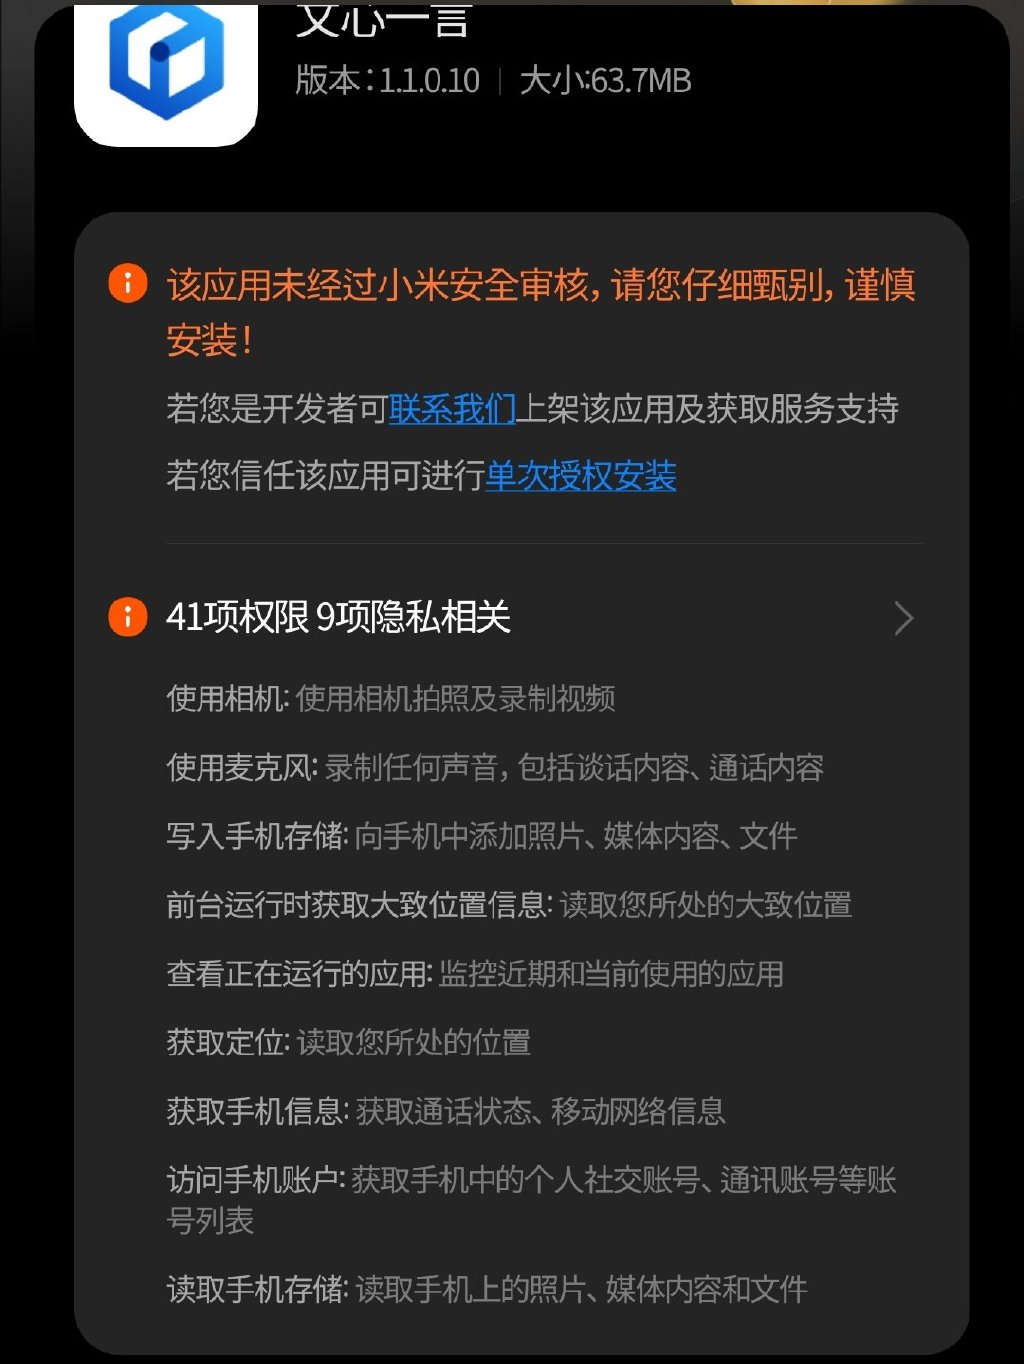 文心一言
版本：1.1.0.10 | 大小:63.7MB
该应用未经过小米安全审核，请您仔细甄别，谨慎
安装！
若您是开发者可联系我们上架该应用及获取服务支持
若您信任该应用可进行单次授权安装
41项权限 9项隐私相关
使用相机: 使用相机拍照及录制视频
使用麦克风: 录制任何声音，包括谈话内容、通话内容
写入手机存储: 向手机中添加照片、媒体内容、文件
前台运行时获取大致位置信息: 读取您所处的大致位置
查看正在运行的应用: 监控近期和当前使用的应用
获取定位: 读取您所处的位置
获取手机信息: 获取通话状态、移动网络信息
访问手机账户: 获取手机中的个人社交账号、通讯账号等账
号列表
读取手机存储: 读取手机上的照片、媒体内容和文件